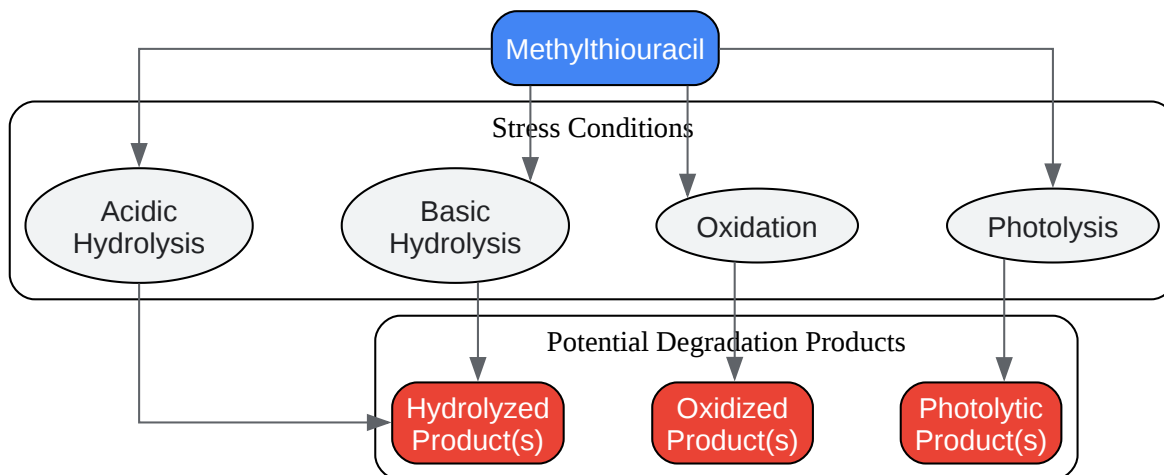 Methylthiouracil
Stress Conditions
Acidic
Hydrolysis
Basic
Hydrolysis
Oxidation
Photolysis
Potential Degradation Products
Hydrolyzed
Product(s)
Oxidized
Product(s)
Photolytic
Product(s)